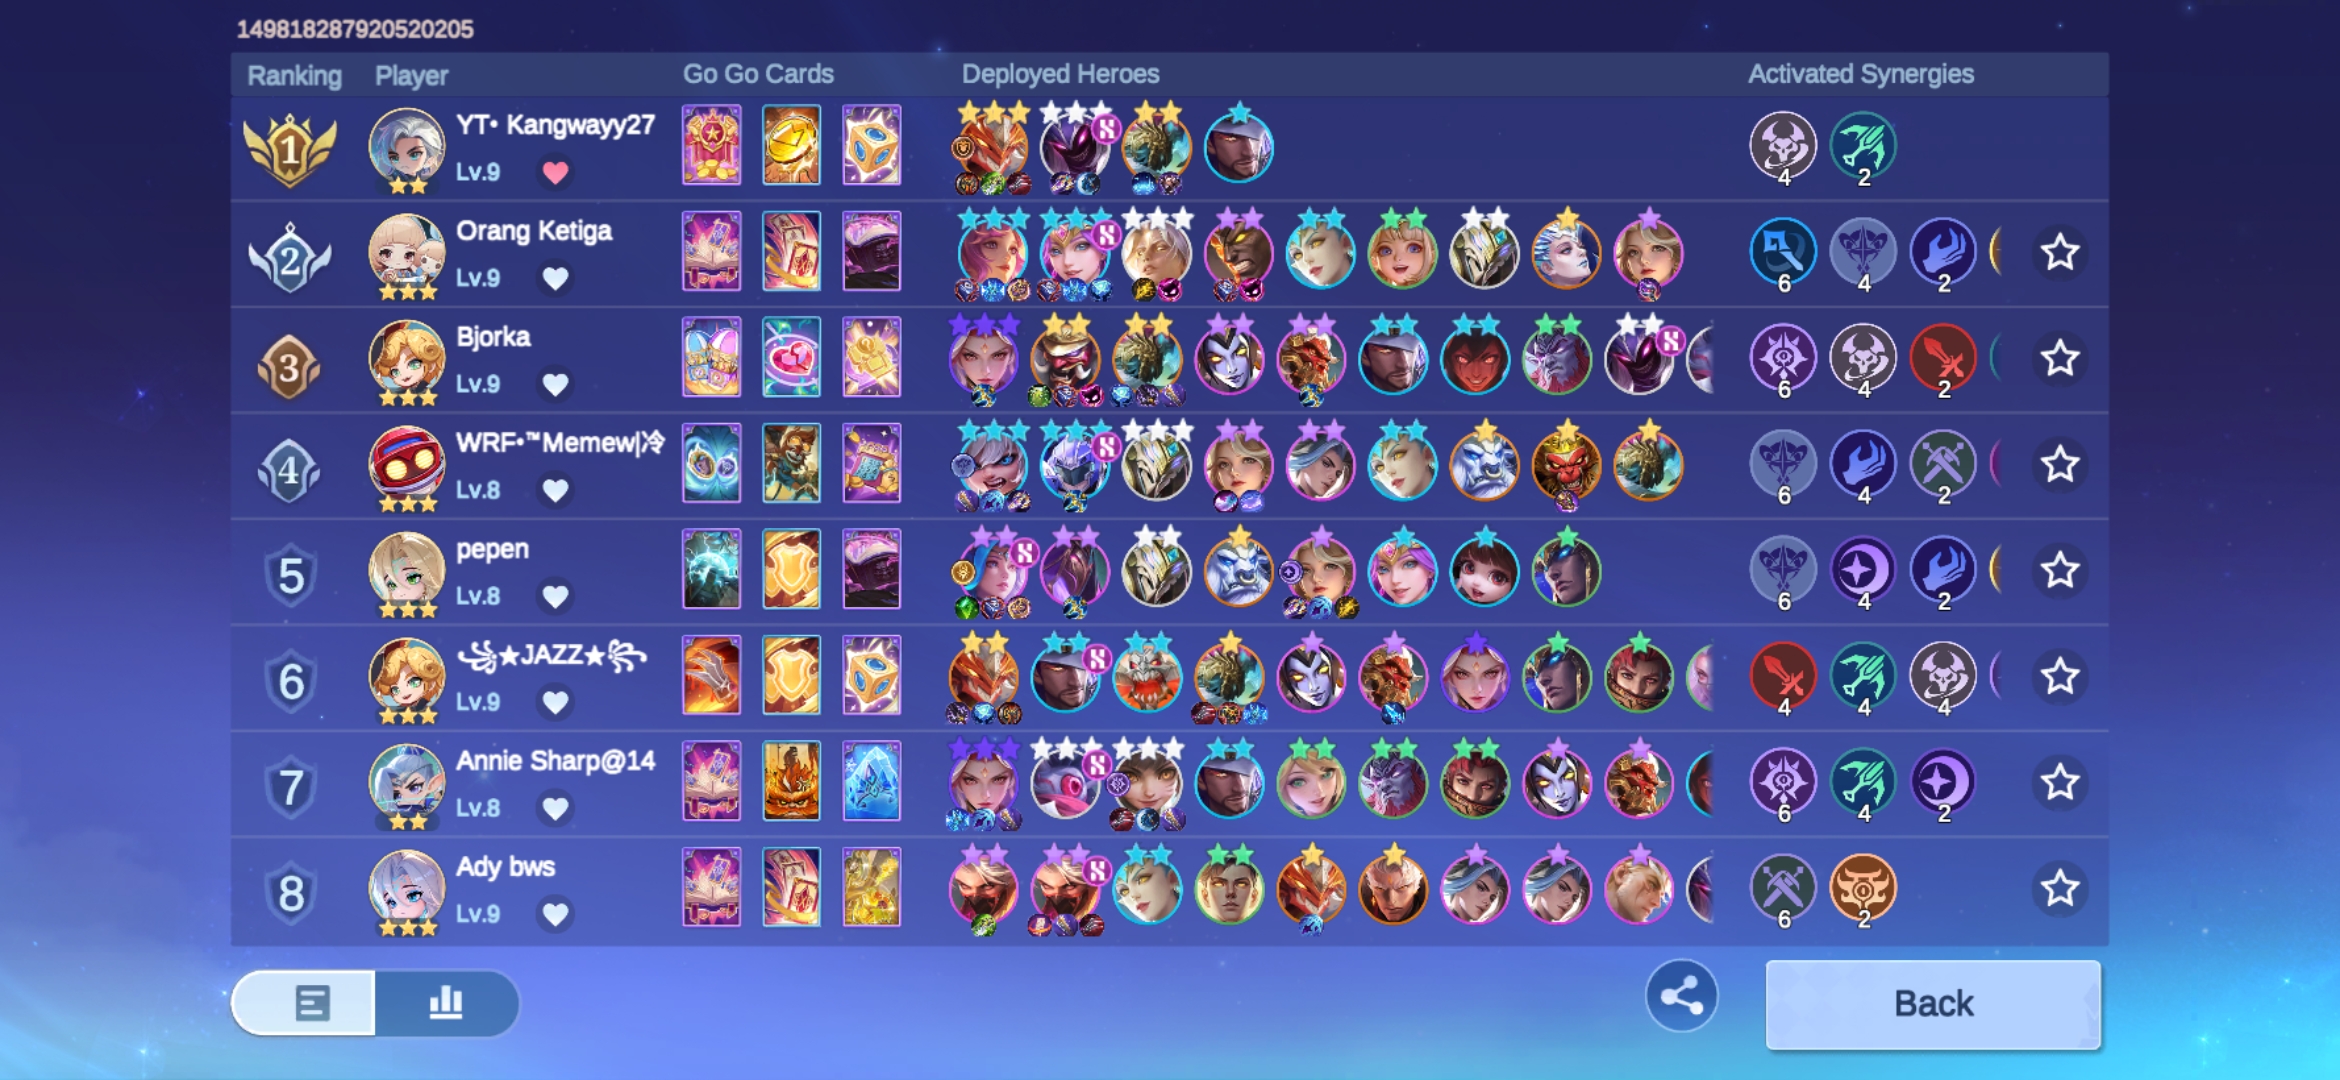 149818287920520205
Ranking Player Go Go Cards Deployed Heroes Activated Synergies
1 YT• Kangwayy27
Lv.9
4 2
2 Orang Ketiga
Lv.9
6 4 2
3 Bjorka
Lv.9
6 4 2
4 WRF•™Memew|冷
Lv.8
6 4 2
5 pepen
Lv.8
6 4 2
6 ꧁★JAZZ★꧂
Lv.9
4 4 4
7 Annie Sharp@14
Lv.8
6 4 2
8 Ady bws
Lv.9
6 2
Back